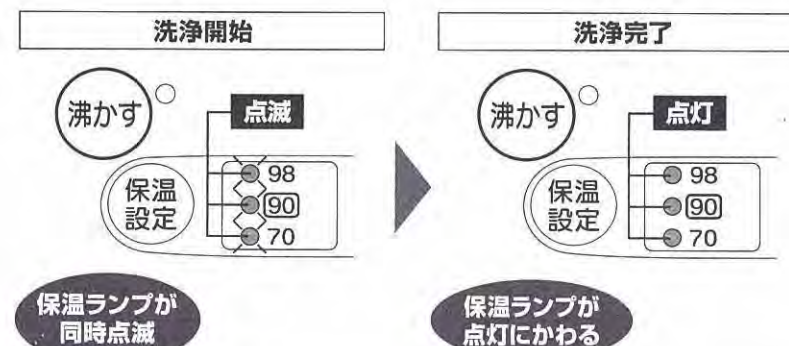 洗浄開始
沸かす
点滅
98
保温
設定
90
70
保温ランプが
同時点滅
洗浄完了
沸かす
点灯
98
保温
設定
90
70
保温ランプが
点灯にかわる